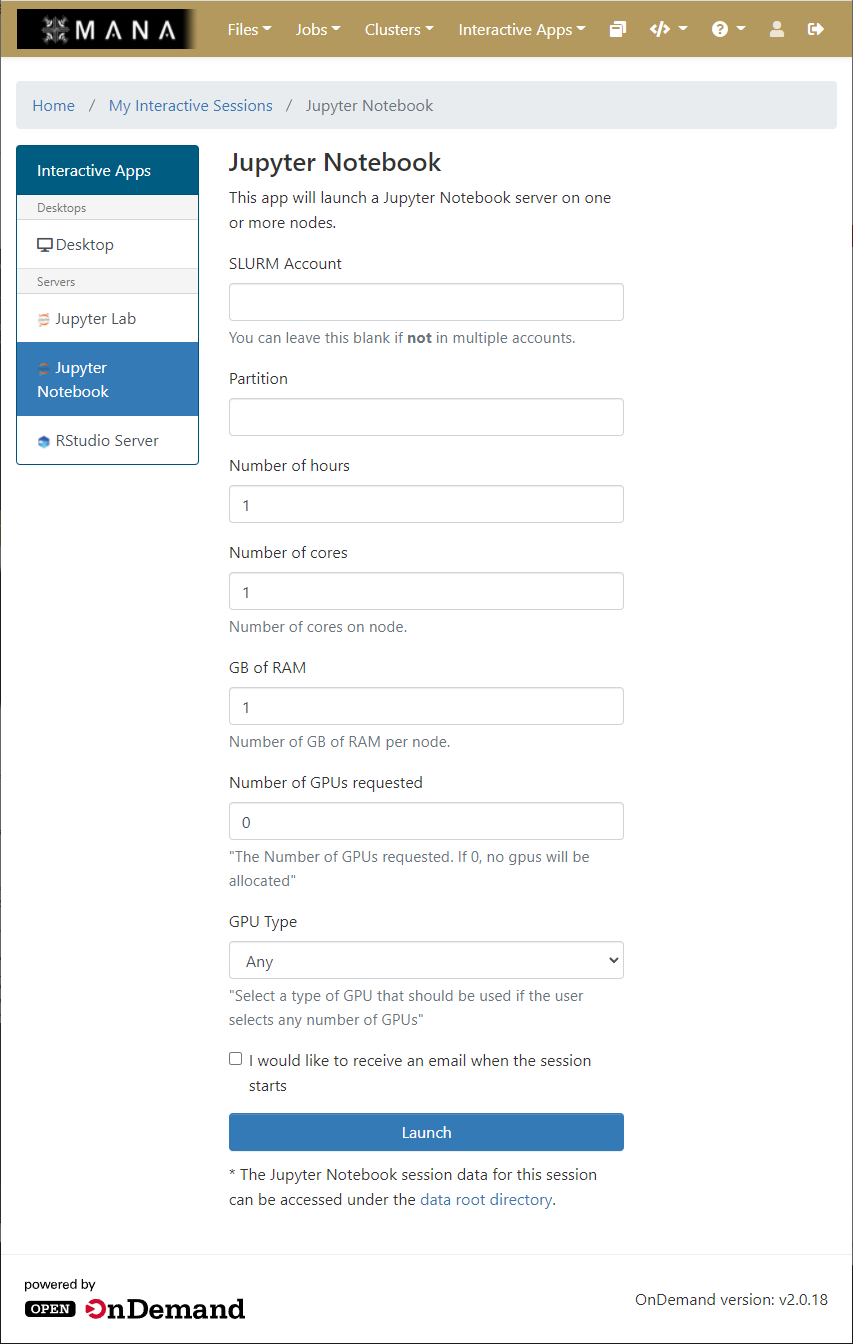 MANA
Files Jobs Clusters Interactive Apps
Home / My Interactive Sessions / Jupyter Notebook
Interactive Apps
Desktops
Desktop
Servers
Jupyter Lab
Jupyter
Notebook
RStudio Server
Jupyter Notebook
This app will launch a Jupyter Notebook server on one
or more nodes.
SLURM Account
You can leave this blank if not in multiple accounts.
Partition
Number of hours
1
Number of cores
1
Number of cores on node.
GB of RAM
1
Number of GB of RAM per node.
Number of GPUs requested
0
"The Number of GPUs requested. If 0, no gpus will be
allocated"
GPU Type
Any
"Select a type of GPU that should be used if the user
selects any number of GPUs"
I would like to receive an email when the session
starts
Launch
* The Jupyter Notebook session data for this session
can be accessed under the data root directory.
powered by
OPEN OnDemand
OnDemand version: v2.0.18